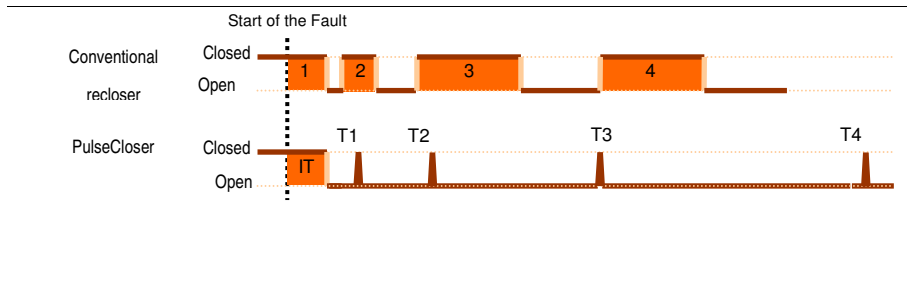 Start of the Fault
Conventional
recloser
Closed
Open
1 2 3 4
PulseCloser
Closed
Open
IT
T1 T2 T3 T4